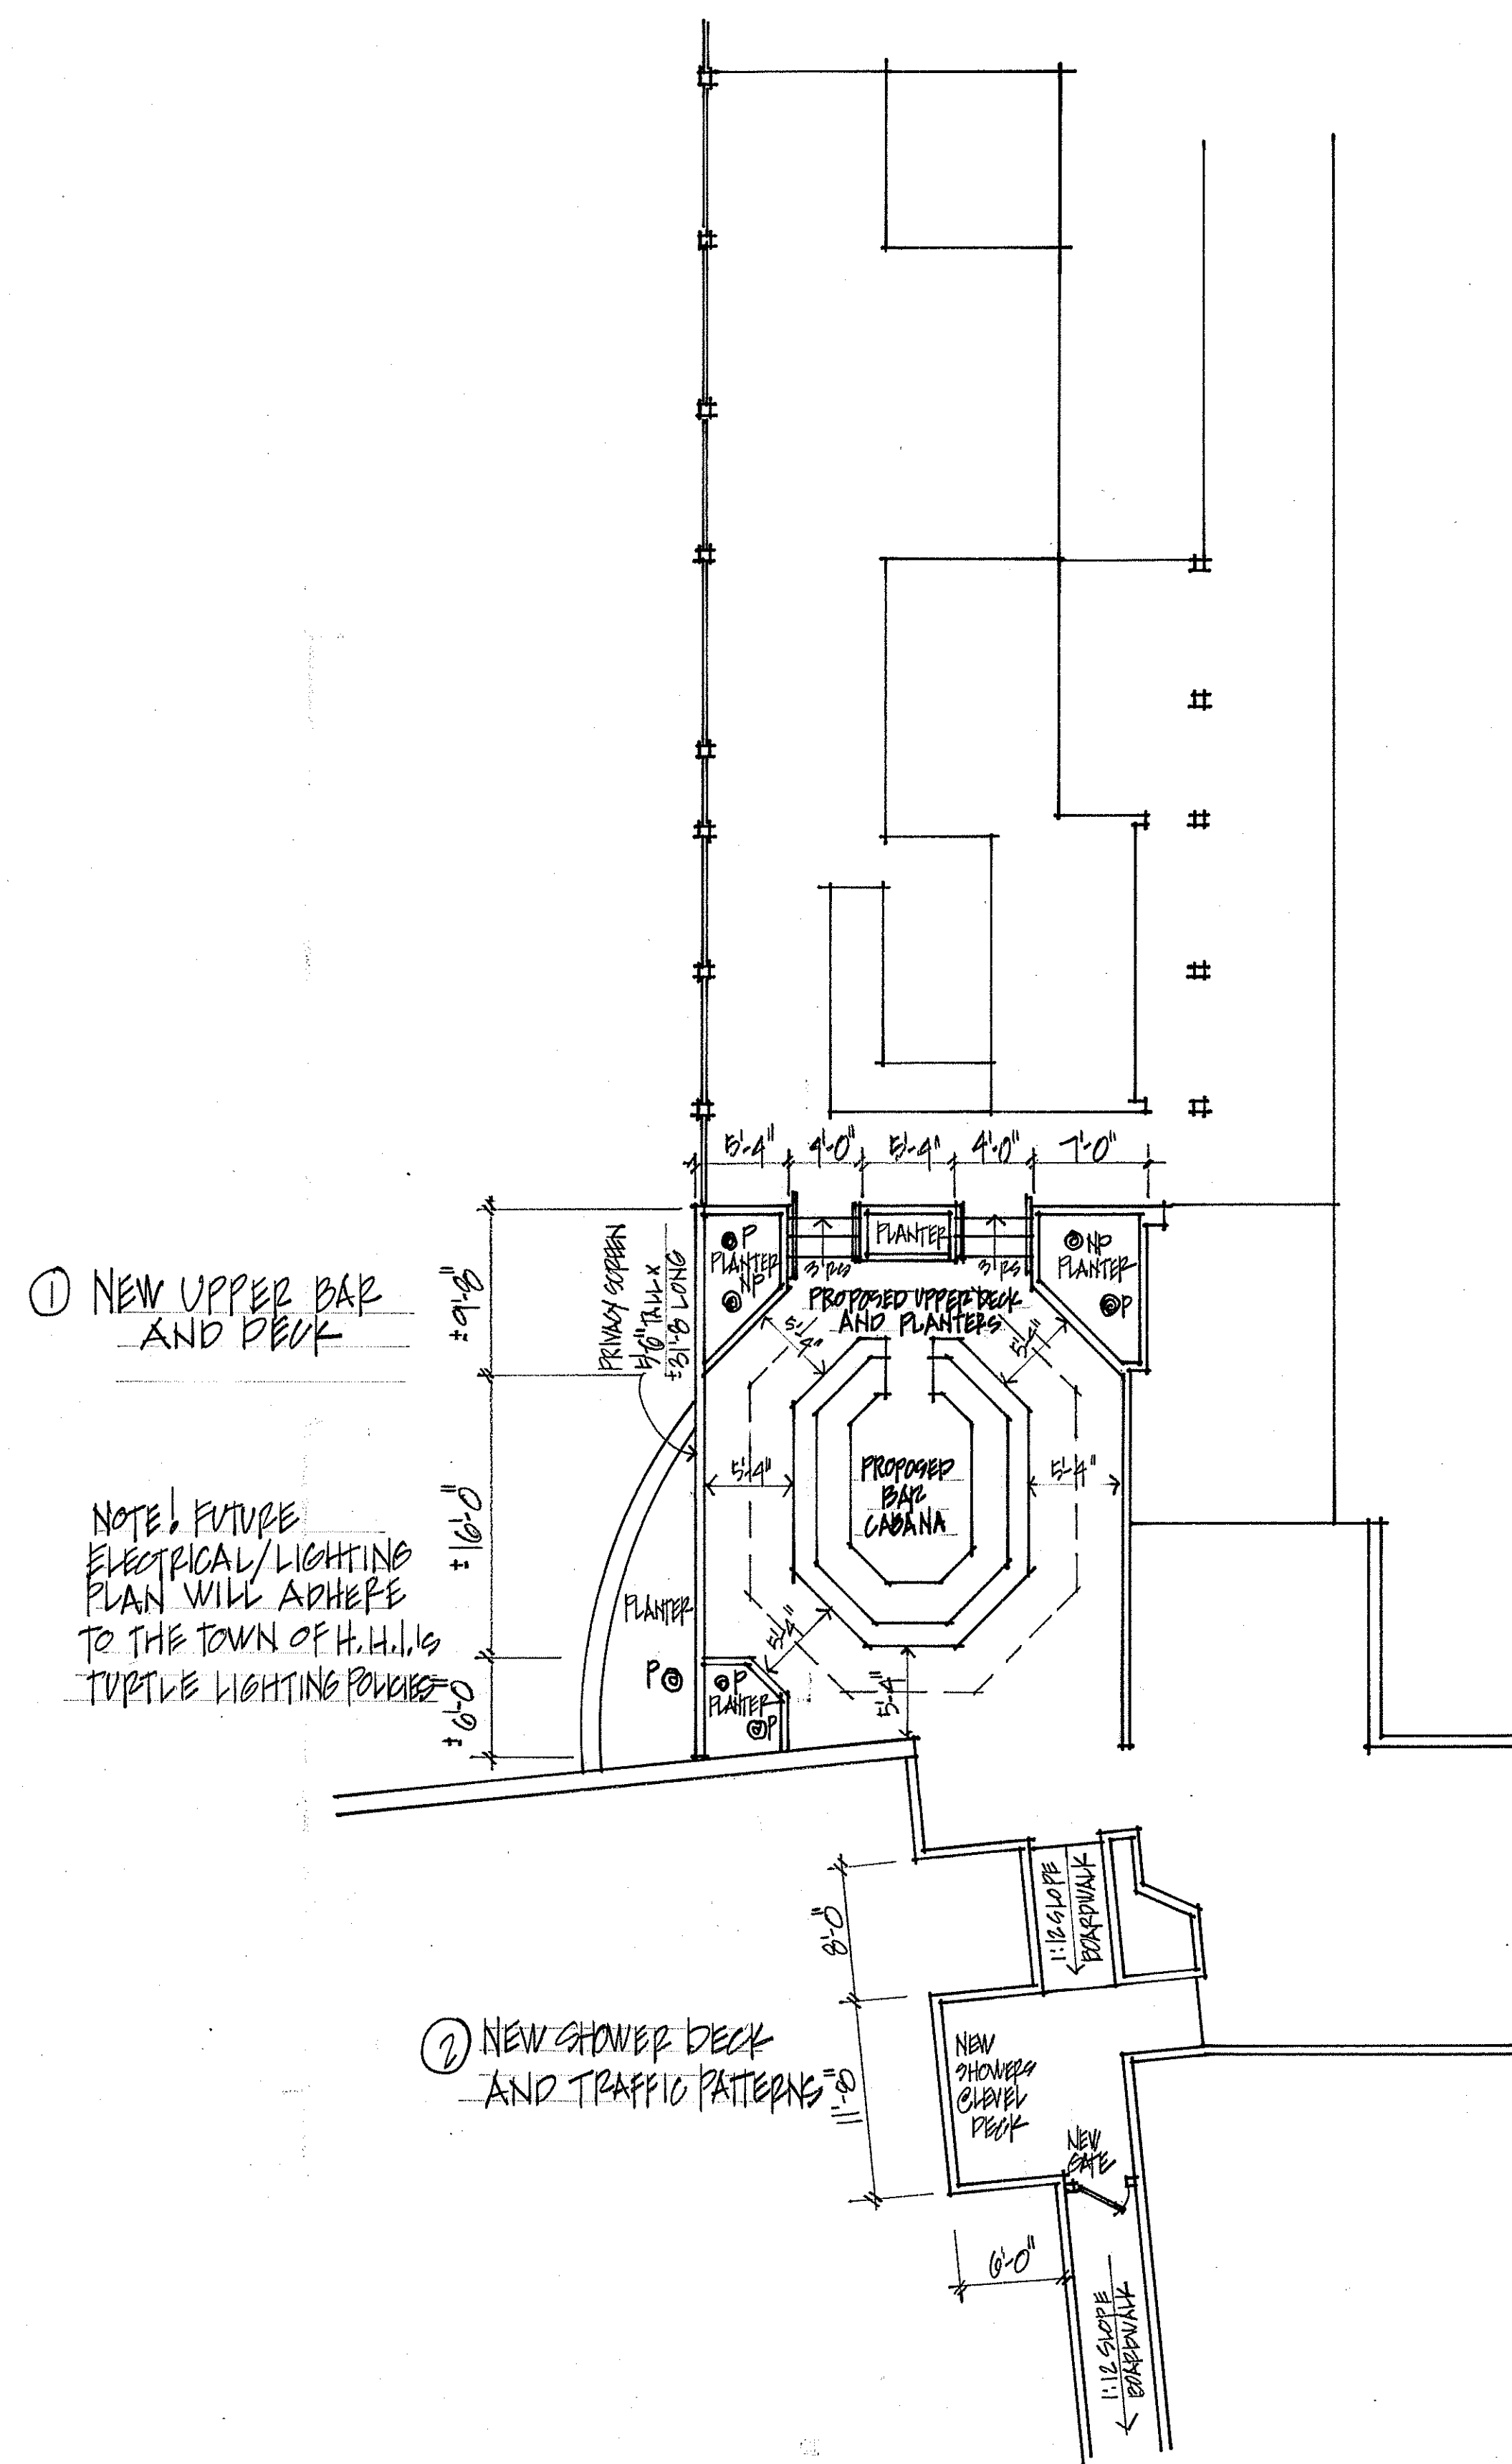 5'-4"
4'-0"
5'-4"
4'-0"
7'-0"
① NEW UPPER BAR
AND DECK
±9'-8"
PRIVACY SCREEN
5'-6" TALL X
±31'-8 LONG
P
PLANTER
NP
3 RS
PLANTER
3 RS
NP
PLANTER
P
PROPOSED UPPER DECK
AND PLANTERS
5'-4"
5'-4"
5'-4"
PROPOSED
BAR
CABANA
5'-4"
±16'-0"
NOTE! FUTURE
ELECTRICAL/LIGHTING
PLAN WILL ADHERE
TO THE TOWN OF H.H.I.'S
TURTLE LIGHTING POLICIES
±6'-0"
PLANTER
P
P
PLANTER
P
5'-4"
5'-4"
8'-0"
1:12 SLOPE
BOARDWALK
② NEW SHOWER DECK
AND TRAFFIC PATTERNS
11'-8"
NEW
SHOWERS
@LEVEL
DECK
NEW
GATE
6'-0"
1:12 SLOPE
BOARDWALK